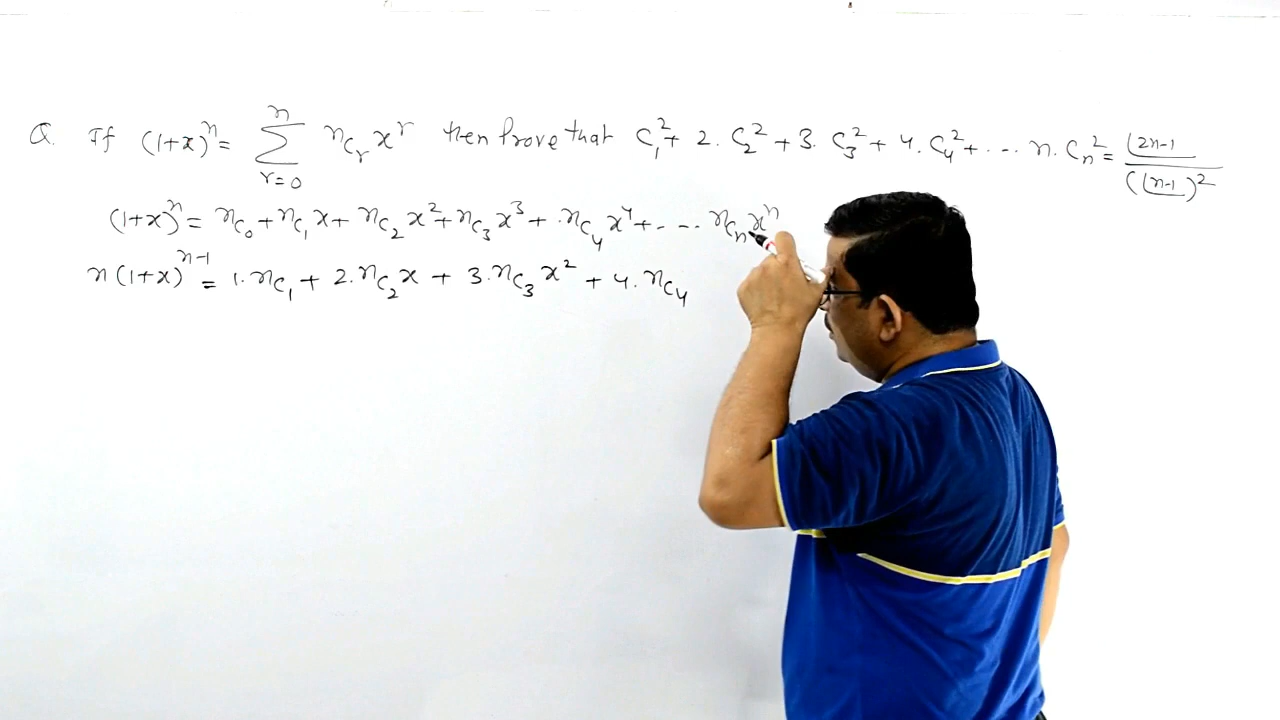 Q. If (1+x)^n = ∑_{r=0}^{n} nC_r x^r then Prove that C_1^2 + 2. C_2^2 + 3. C_3^2 + 4. C_4^2 + . ... n. C_n^2 = \frac{⌊2n-1}{(⌊n-1)^2}
(1+x)^n = nC_0 + nC_1 x + nC_2 x^2 + nC_3 x^3 + . nC_4 x^4 + . ... nC_n x^n
n(1+x)^{n-1} = 1. nC_1 + 2. nC_2 x + 3. nC_3 x^2 + 4. nC_4